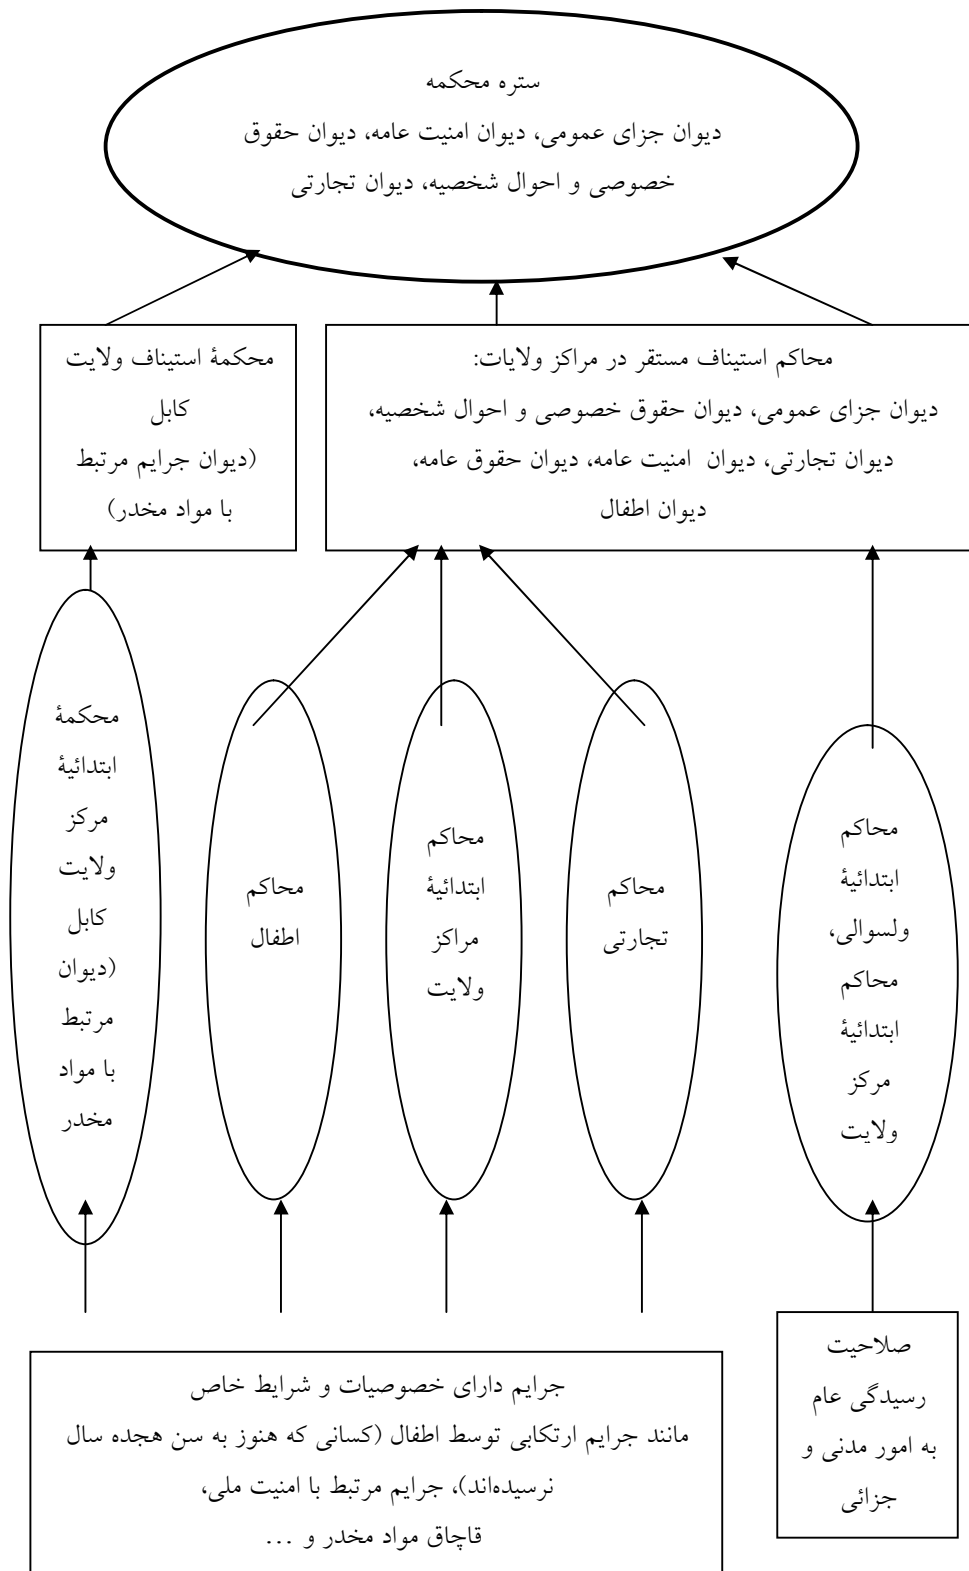 ستره محکمه
دیوان جزای عمومی، دیوان امنیت عامه، دیوان حقوق
خصوصی و احوال شخصیه، دیوان تجارتی
محاکم استیناف مستقر در مراکز ولایات:
دیوان جزای عمومی، دیوان حقوق خصوصی و احوال شخصیه،
دیوان تجارتی، دیوان امنیت عامه، دیوان حقوق عامه،
دیوان اطفال
محکمهٔ استیناف ولایت
کابل
(دیوان جرایم مرتبط
با مواد مخدر)
محاکم
ابتدائیهٔ
ولسوالی،
محاکم
ابتدائیهٔ
مرکز
ولایت
محاکم
تجارتی
محاکم
ابتدائیهٔ
مراکز
ولایت
محاکم
اطفال
محکمهٔ
ابتدائیهٔ
مرکز
ولایت
کابل
(دیوان
مرتبط
با مواد
مخدر
صلاحیت
رسیدگی عام
به امور مدنی و
جزائی
جرایم دارای خصوصیات و شرایط خاص
مانند جرایم ارتکابی توسط اطفال (کسانی که هنوز به سن هجده سال
نرسیده‌اند)، جرایم مرتبط با امنیت ملی،
قاچاق مواد مخدر و ...